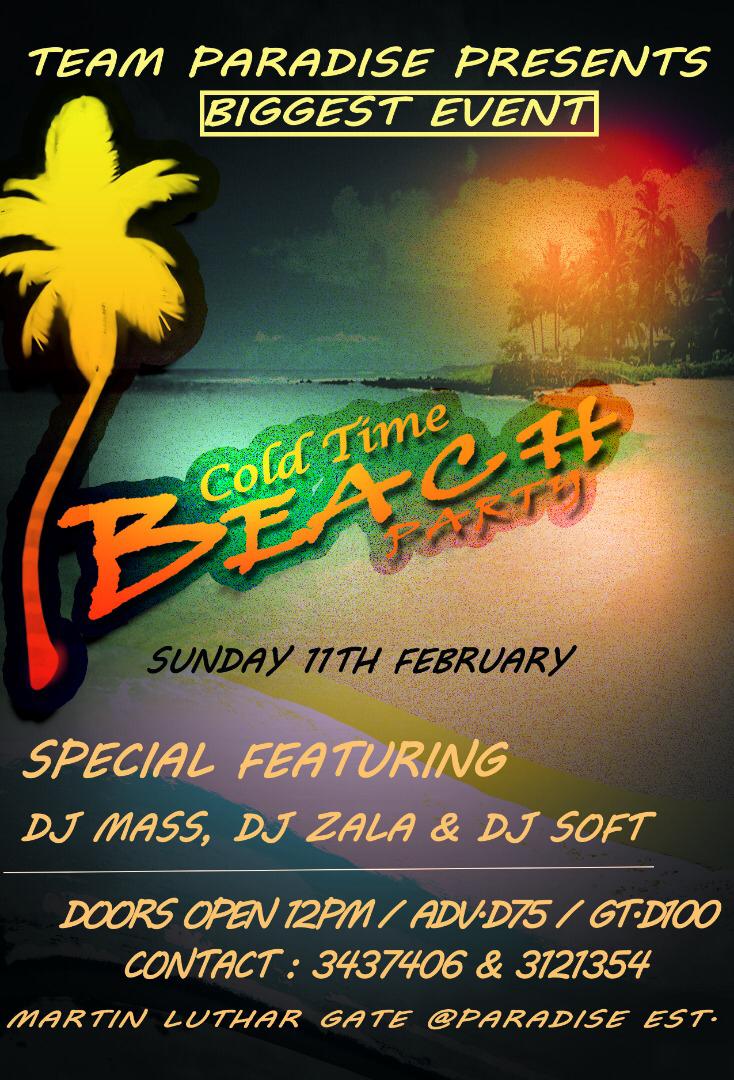 TEAM PARADISE PRESENTS
BIGGEST EVENT
Cold Time
BEACH
PARTY
SUNDAY 11TH FEBRUARY
SPECIAL FEATURING
DJ MASS, DJ ZALA & DJ SOFT
DOORS OPEN 12PM / ADV.D75 / GT.D100
CONTACT : 3437406 & 3121354
MARTIN LUTHAR GATE @PARADISE EST.